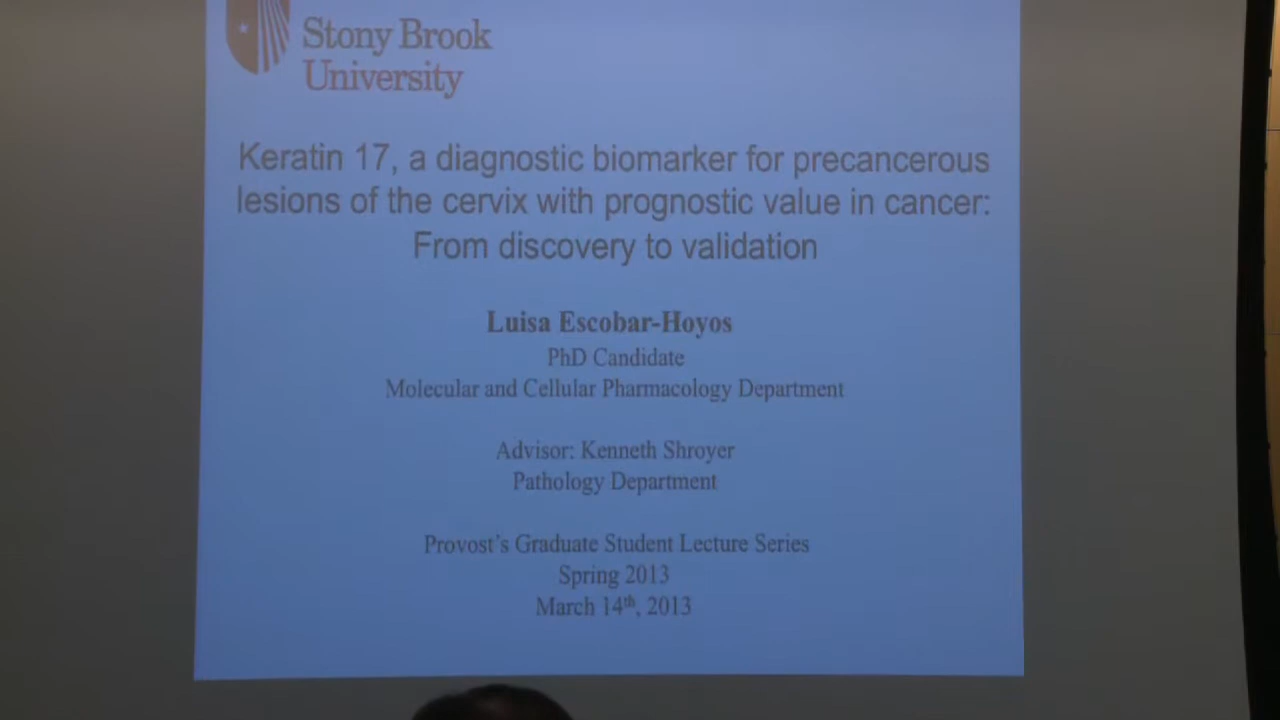 Stony Brook
University
Keratin 17, a diagnostic biomarker for precancerous
lesions of the cervix with prognostic value in cancer:
From discovery to validation
Luisa Escobar-Hoyos
PhD Candidate
Molecular and Cellular Pharmacology Department
Advisor: Kenneth Shroyer
Pathology Department
Provost's Graduate Student Lecture Series
Spring 2013
March 14th, 2013